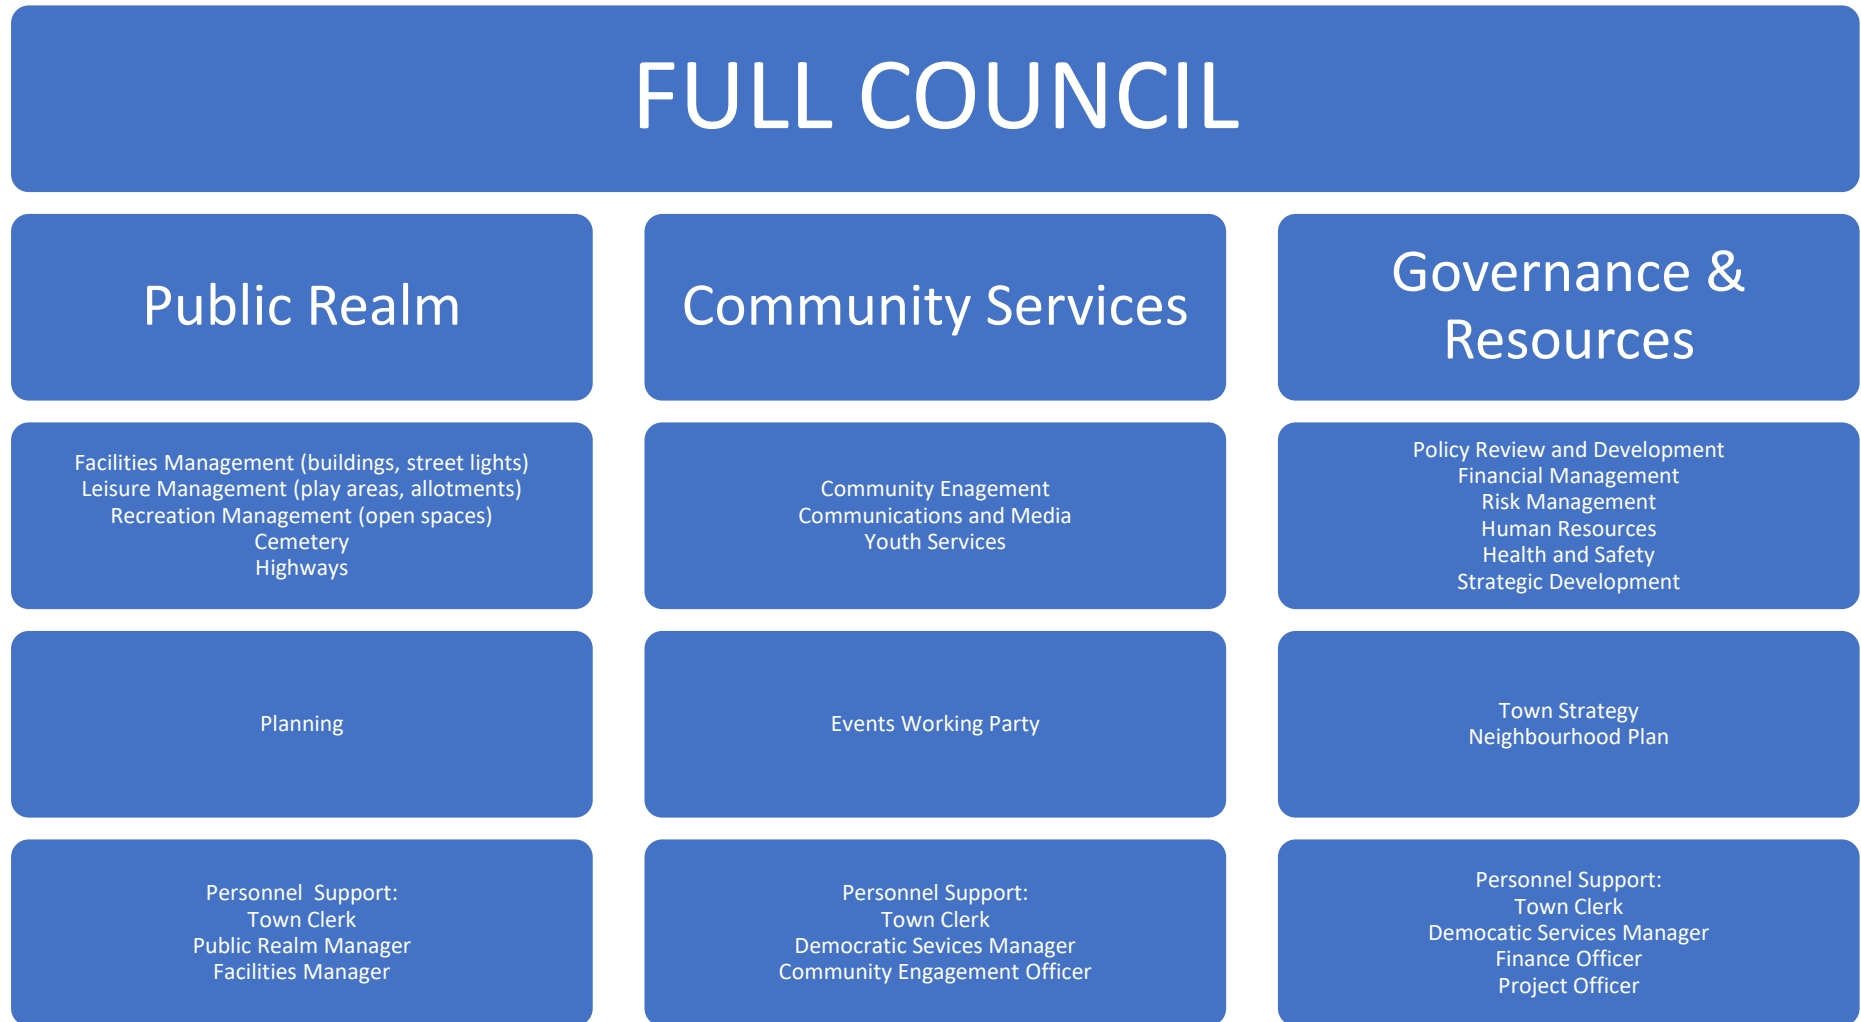 FULL COUNCIL
Public Realm
Community Services
Governance &
Resources
Facilities Management (buildings, street lights)
Leisure Management (play areas, allotments)
Recreation Management (open spaces)
Cemetery
Highways
Community Enagement
Communications and Media
Youth Services
Policy Review and Development
Financial Management
Risk Management
Human Resources
Health and Safety
Strategic Development
Planning
Events Working Party
Town Strategy
Neighbourhood Plan
Personnel  Support:
Town Clerk
Public Realm Manager
Facilities Manager
Personnel Support:
Town Clerk
Democratic Sevices Manager
Community Engagement Officer
Personnel Support:
Town Clerk
Democatic Services Manager
Finance Officer
Project Officer